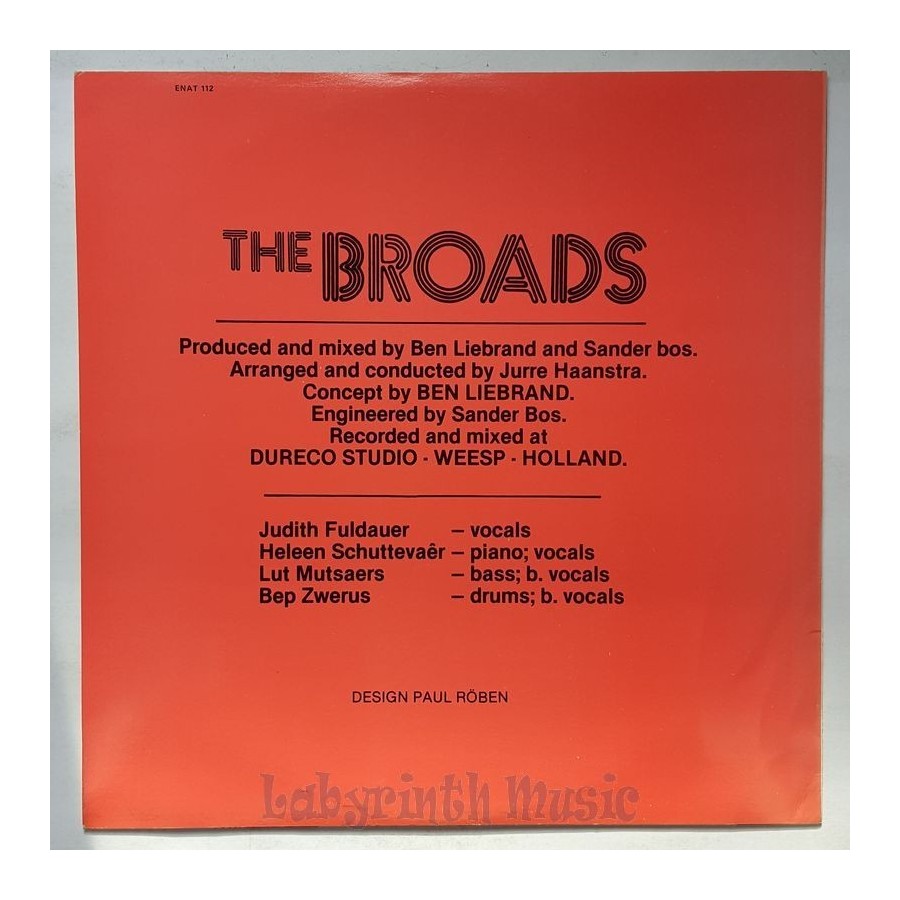 ENAT 112
THE BROADS
Produced and mixed by Ben Liebrand and Sander bos.
Arranged and conducted by Jurre Haanstra.
Concept by BEN LIEBRAND.
Engineered by Sander Bos.
Recorded and mixed at
DURECO STUDIO - WEESP - HOLLAND.
Judith Fuldauer – vocals
Heleen Schuttevaêr – piano; vocals
Lut Mutsaers – bass; b. vocals
Bep Zwerus – drums; b. vocals
DESIGN PAUL RÖBEN
Labyrinth Music